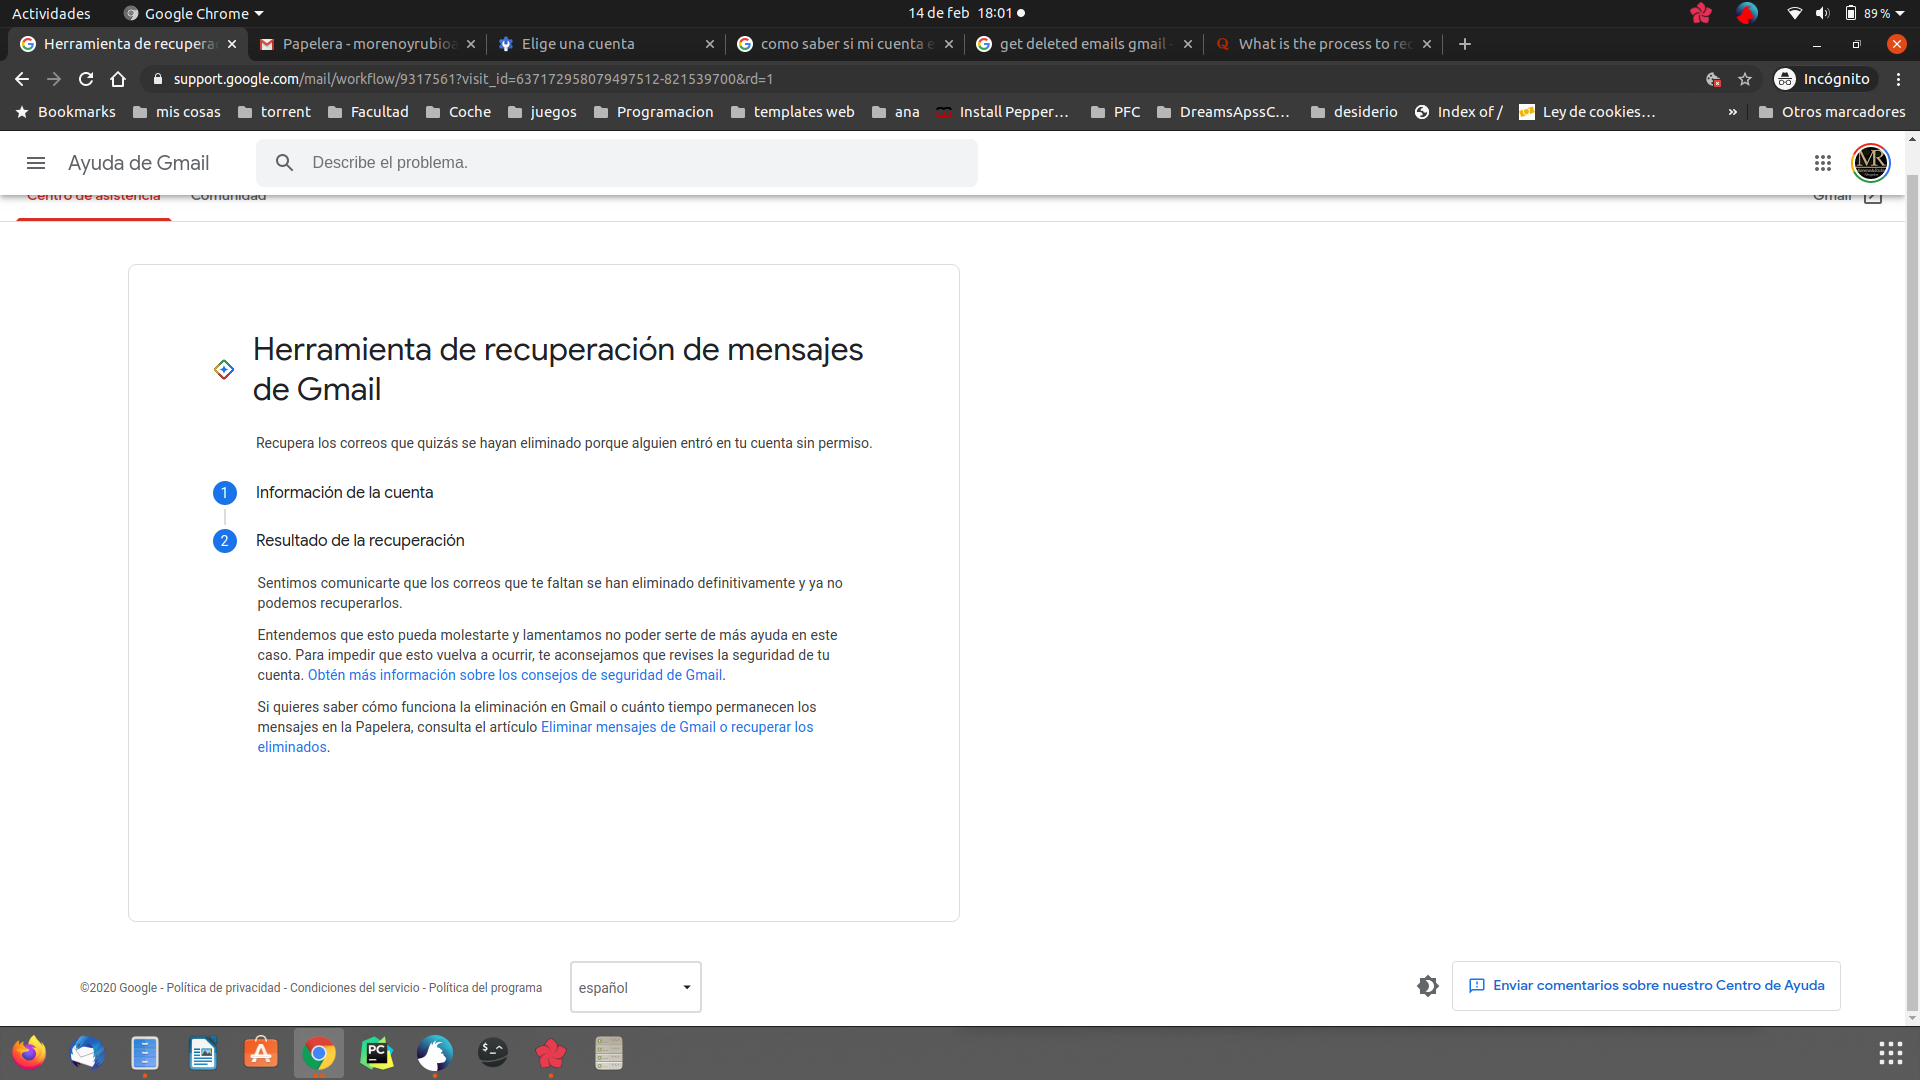 Actividades Google Chrome 14 de feb 18:01 89 %
Herramienta de recupera Papelera - morenoyrubioa Elige una cuenta como saber si mi cuenta e get deleted emails gmail What is the process to rec
support.google.com/mail/workflow/9317561?visit_id=637172958079497512-821539700&rd=1 Incógnito
Bookmarks mis cosas torrent Facultad Coche juegos Programacion templates web ana Install Pepper... PFC DreamsApssC... desiderio Index of / Ley de cookies... » Otros marcadores
Ayuda de Gmail Describe el problema. MR
Centro de asistencia Comunidad Gmail
Herramienta de recuperación de mensajes
de Gmail
Recupera los correos que quizás se hayan eliminado porque alguien entró en tu cuenta sin permiso.
1 Información de la cuenta
2 Resultado de la recuperación
Sentimos comunicarte que los correos que te faltan se han eliminado definitivamente y ya no
podemos recuperarlos.
Entendemos que esto pueda molestarte y lamentamos no poder serte de más ayuda en este
caso. Para impedir que esto vuelva a ocurrir, te aconsejamos que revises la seguridad de tu
cuenta. Obtén más información sobre los consejos de seguridad de Gmail.
Si quieres saber cómo funciona la eliminación en Gmail o cuánto tiempo permanecen los
mensajes en la Papelera, consulta el artículo Eliminar mensajes de Gmail o recuperar los
eliminados.
©2020 Google - Política de privacidad - Condiciones del servicio - Política del programa español Enviar comentarios sobre nuestro Centro de Ayuda
PC